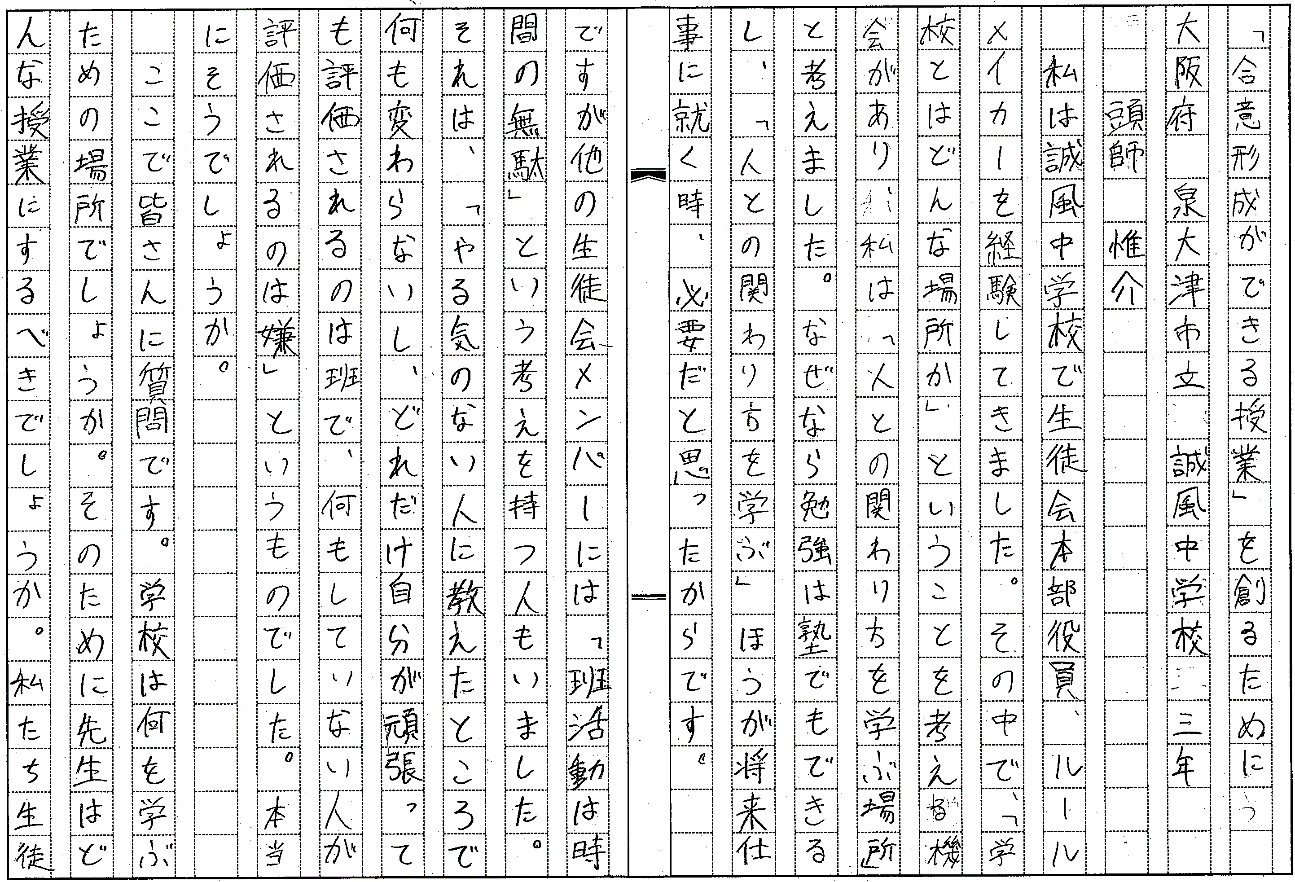 「合意形成ができる授業」を創るために
大阪府　泉大津市立　誠風中学校　三年
頭師　惟介
私は誠風中学校で生徒会本部役員、ルール
メイカーを経験してきました。その中で、「学
校とはどんな場所か」ということを考える機
会があり、私は「人との関わり方を学ぶ場所」
と考えました。なぜなら勉強は塾でもできる
し、「人との関わり方を学ぶ」ほうが将来仕
事に就く時、必要だと思ったからです。
ですが他の生徒会メンバーには「班活動は時
間の無駄」という考えを持つ人もいました。
それは、「やる気のない人に教えたところで
何も変わらないし、どれだけ自分が頑張って
も評価されるのは班で、何もしていない人が
評価されるのは嫌」というものでした。本当
にそうでしょうか。
ここで皆さんに質問です。学校は何を学ぶ
ための場所でしょうか。そのために先生はど
んな授業にするべきでしょうか。私たち生徒